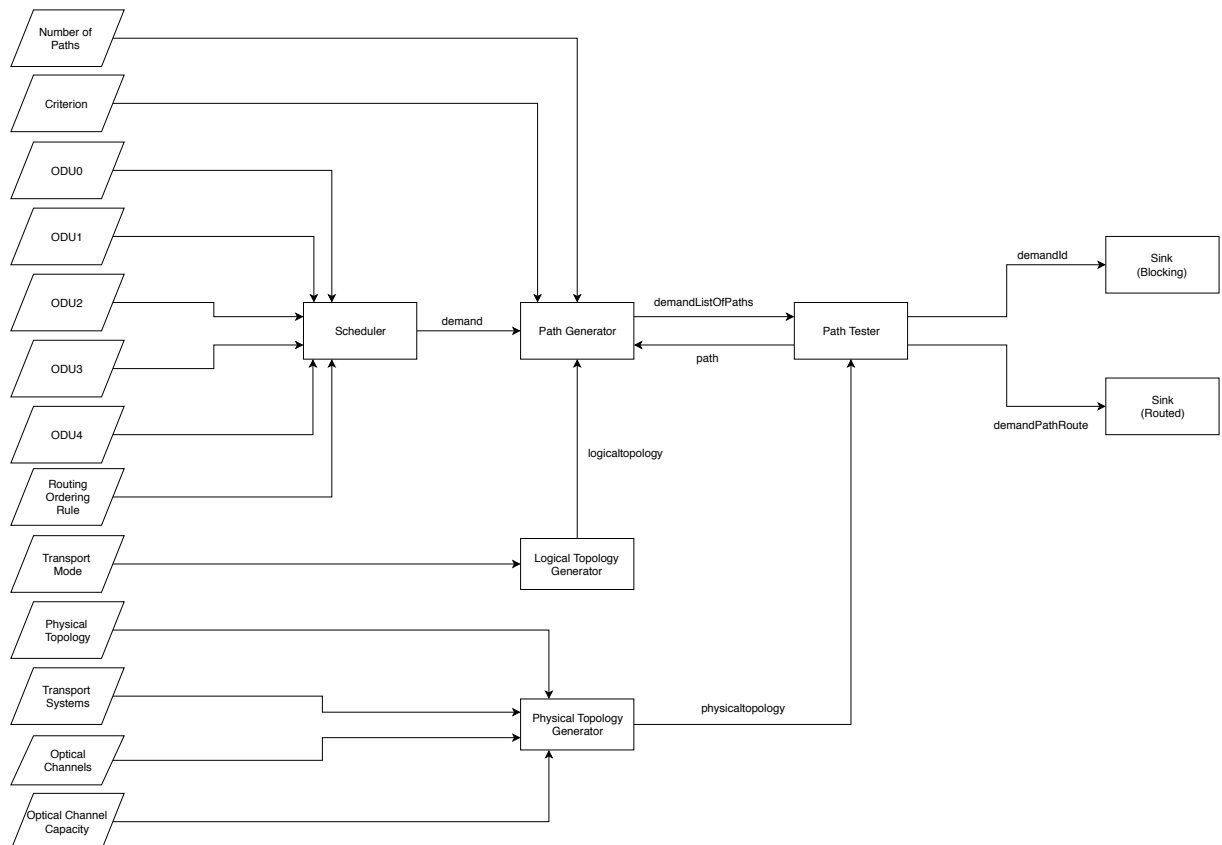 Number of
Paths
Criterion
ODU0
ODU1
ODU2
ODU3
ODU4
Routing
Ordering
Rule
Transport
Mode
Physical
Topology
Transport
Systems
Optical
Channels
Optical Channel
Capacity
Scheduler
demand
Path Generator
demandListOfPaths
path
Path Tester
demandId
Sink
(Blocking)
Sink
(Routed)
demandPathRoute
logicaltopology
Logical Topology
Generator
Physical Topology
Generator
physicaltopology